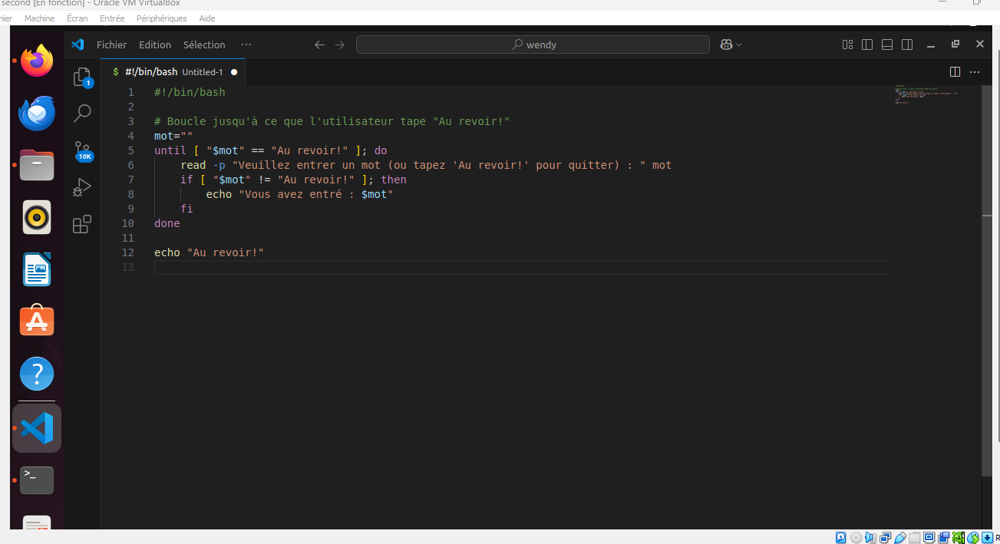 second [En fonction] - Oracle VM VirtualBox
hier Machine Écran Entrée Périphériques Aide
Fichier Edition Sélection ···
wendy
$ #!/bin/bash Untitled-1
1 #!/bin/bash
2
3 # Boucle jusqu'à ce que l'utilisateur tape "Au revoir!"
4 mot=""
5 until [ "$mot" == "Au revoir!" ]; do
6 read -p "Veuillez entrer un mot (ou tapez 'Au revoir!' pour quitter) : " mot
7 if [ "$mot" != "Au revoir!" ]; then
8 echo "Vous avez entré : $mot"
9 fi
10 done
11
12 echo "Au revoir!"
13
1
10K
>_
R